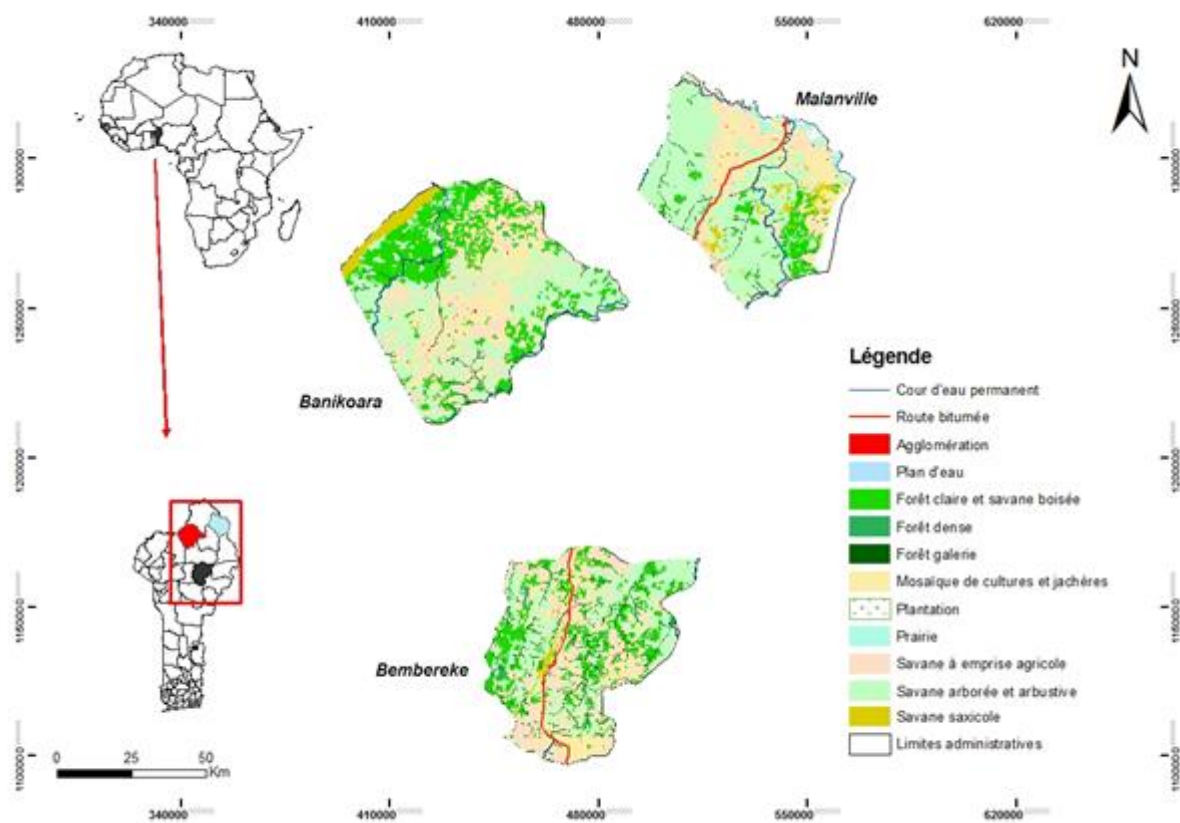 340000 410000 480000 550000 620000
N
Malanville
1300000 1300000
Banikoara
1250000 1250000
Légende
Cour d'eau permanent
Route bitumée
Agglomération
Plan d'eau
Forêt claire et savane boisée
Forêt dense
Forêt galerie
Mosaïque de cultures et jachères
Plantation
Prairie
Savane à emprise agricole
Savane arborée et arbustive
Savane saxicole
Limites administratives
1200000 1200000
1150000 1150000
Bembereke
0 25 50
Km
1100000 1100000
340000 410000 480000 550000 620000